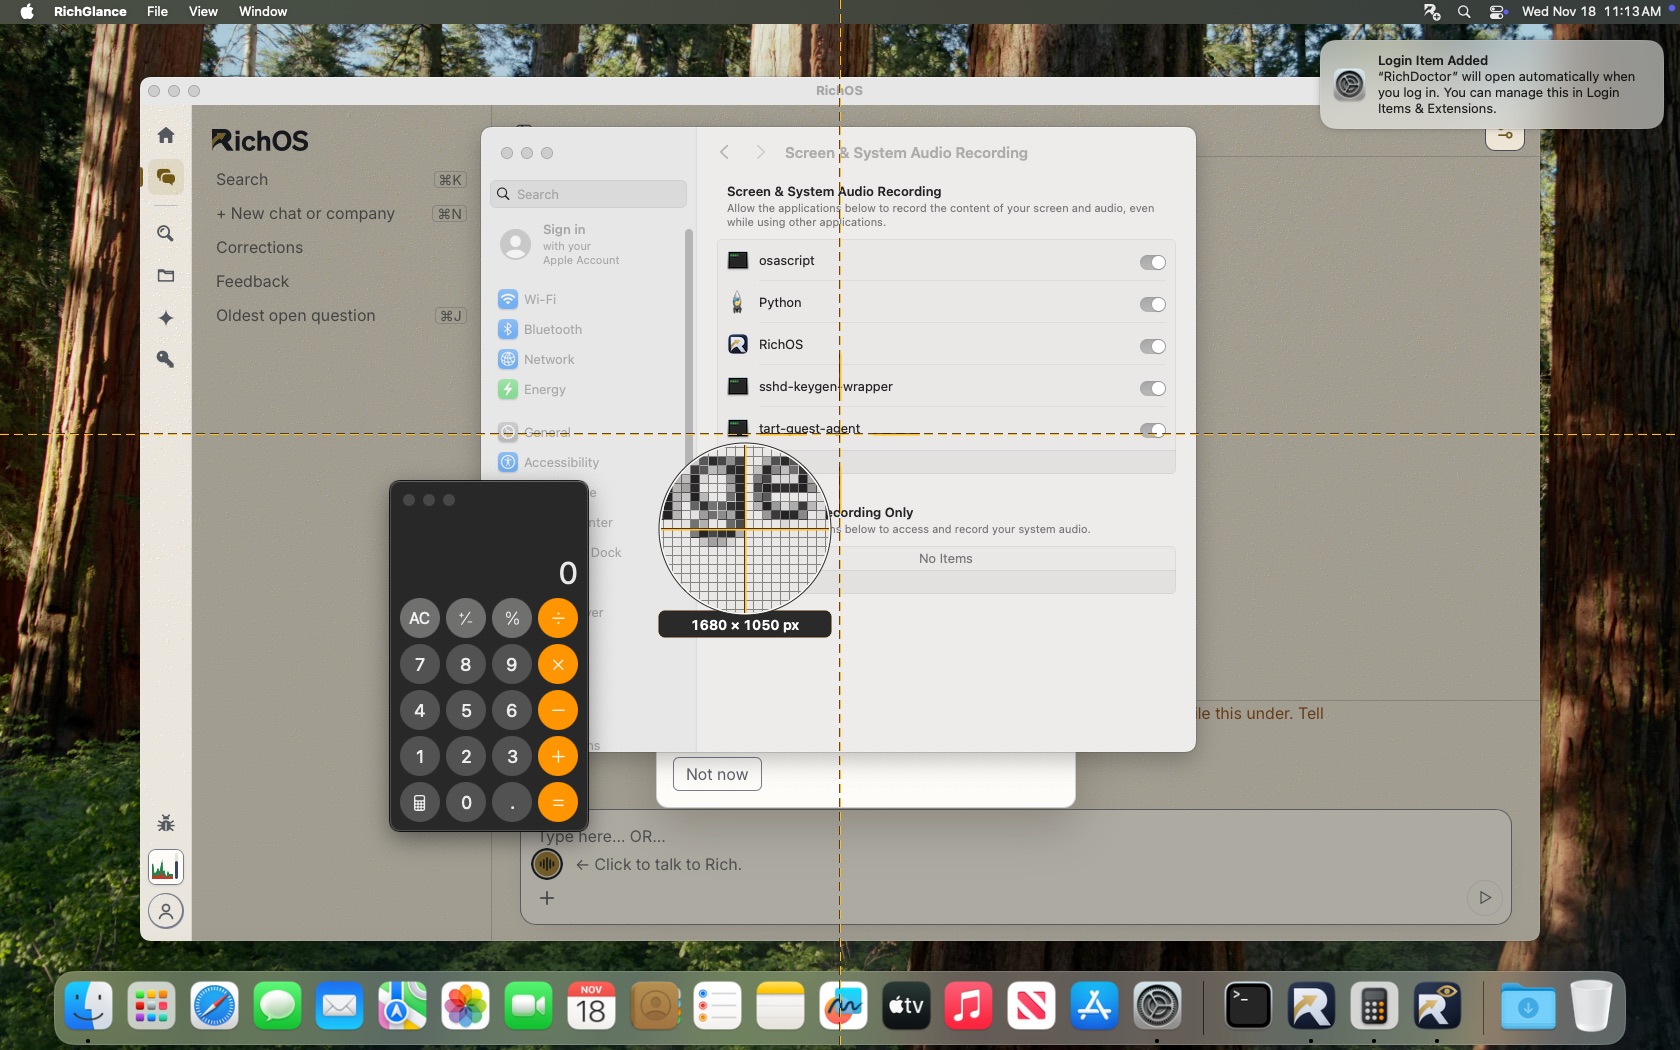 RichGlance File View Window
Wed Nov 18 11:13 AM
Login Item Added
“RichDoctor” will open automatically when
you log in. You can manage this in Login
Items & Extensions.
RichOS
RichOS
Search ⌘K
+ New chat or company ⌘N
Corrections
Feedback
Oldest open question ⌘J
Search
Sign in
with your
Apple Account
Wi-Fi
Bluetooth
Network
Energy
General
Accessibility
Screen & System Audio Recording
Screen & System Audio Recording
Allow the applications below to record the content of your screen and audio, even
while using other applications.
osascript
Python
RichOS
sshd-keygen-wrapper
tart-guest-agent
ecording Only
ns below to access and record your system audio.
No Items
ge
1680 × 1050 px
e
nter
Dock
ver
ns
0
AC +⁄− % ÷
7 8 9 ×
4 5 6 −
1 2 3 +
0 . =
ile this under. Tell
Not now
Type here... OR...
← Click to talk to Rich.
NOV
18
tv